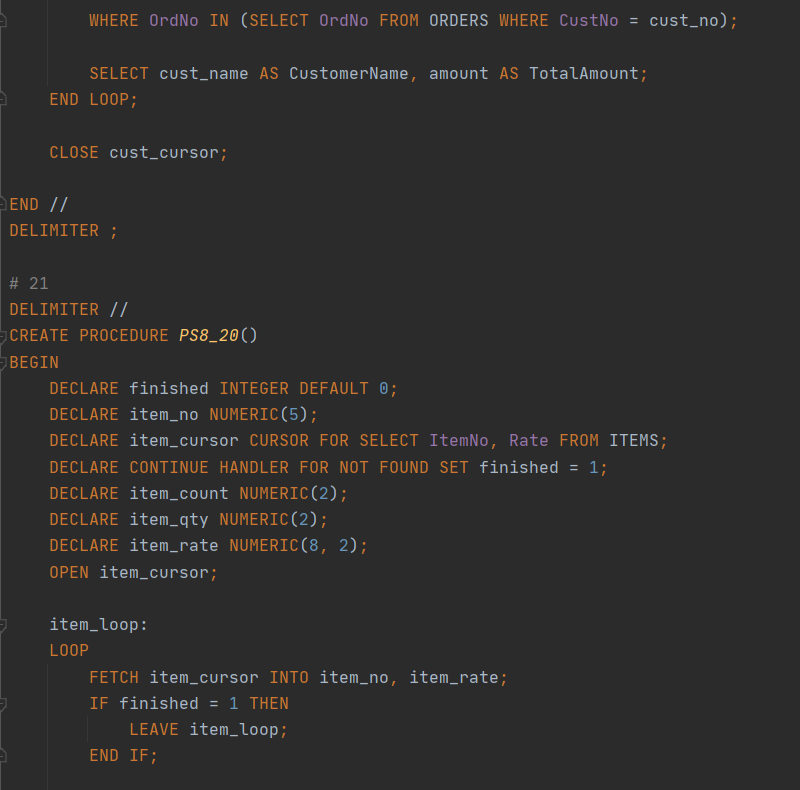 WHERE OrdNo IN (SELECT OrdNo FROM ORDERS WHERE CustNo = cust_no);

        SELECT cust_name AS CustomerName, amount AS TotalAmount;
    END LOOP;

    CLOSE cust_cursor;

END //
DELIMITER ;

# 21
DELIMITER //
CREATE PROCEDURE PS8_20()
BEGIN
    DECLARE finished INTEGER DEFAULT 0;
    DECLARE item_no NUMERIC(5);
    DECLARE item_cursor CURSOR FOR SELECT ItemNo, Rate FROM ITEMS;
    DECLARE CONTINUE HANDLER FOR NOT FOUND SET finished = 1;
    DECLARE item_count NUMERIC(2);
    DECLARE item_qty NUMERIC(2);
    DECLARE item_rate NUMERIC(8, 2);
    OPEN item_cursor;

    item_loop:
    LOOP
        FETCH item_cursor INTO item_no, item_rate;
        IF finished = 1 THEN
            LEAVE item_loop;
        END IF;